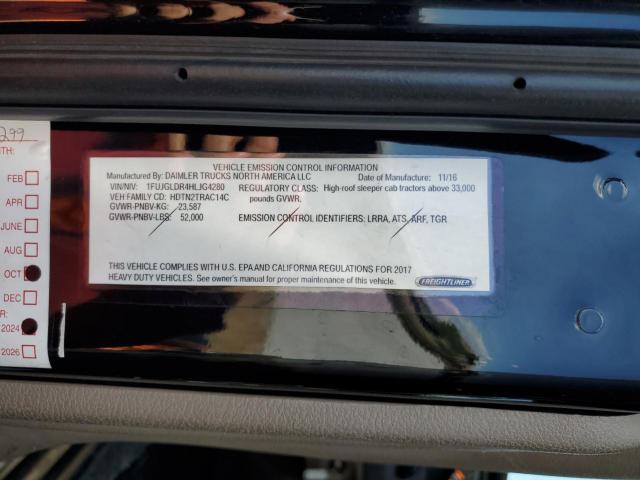 299
TH:
FEB
APR
JUNE
AUG
OCT
DEC
R:
2024
2026
VEHICLE EMISSION CONTROL INFORMATION
Manufactured By: DAIMLER TRUCKS NORTH AMERICA LLC Date of Manufacture: 11/16
VIN/NIV: 1FUJGLDR4HLJG4280 REGULATORY CLASS: High-roof sleeper cab tractors above 33,000
VEH FAMILY CD: HDTN2TRAC14C pounds GVWR.
GVWR-PNBV-KG: 23,587
GVWR-PNBV-LBS: 52,000 EMISSION CONTROL IDENTIFIERS: LRRA, ATS, ARF, TGR
THIS VEHICLE COMPLIES WITH U.S. EPA AND CALIFORNIA REGULATIONS FOR 2017
HEAVY DUTY VEHICLES. See owner's manual for proper maintenance of this vehicle.
FREIGHTLINER